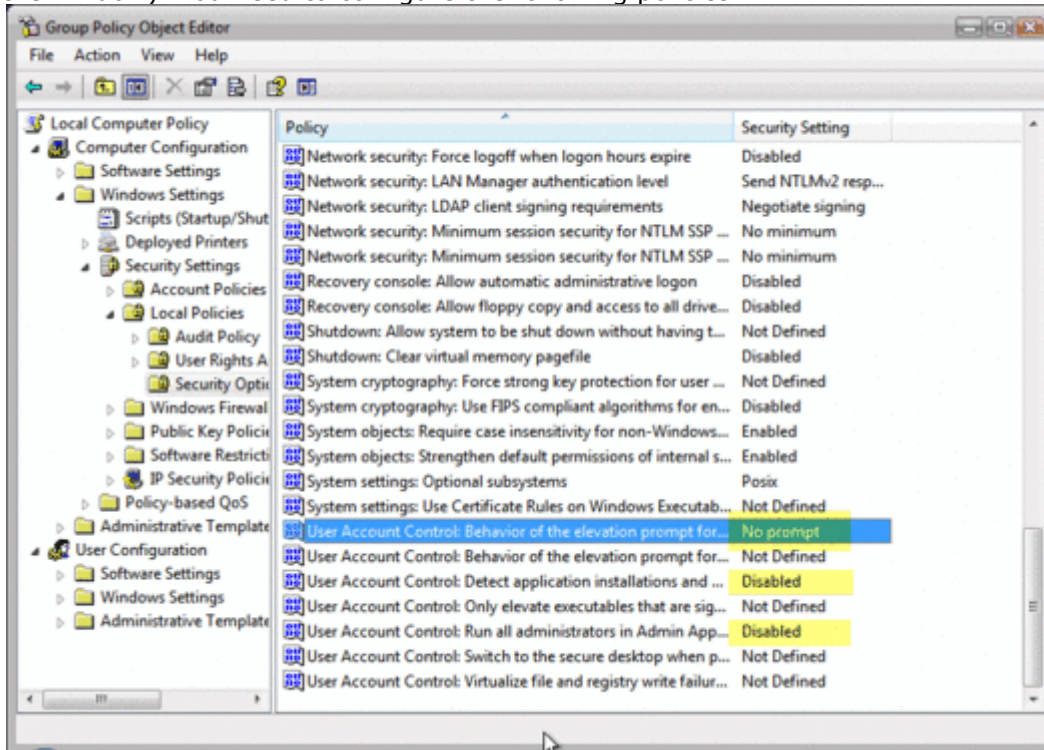 Group Policy Object Editor
File Action View Help
Local Computer Policy
Computer Configuration
Software Settings
Windows Settings
Scripts (Startup/Shut
Deployed Printers
Security Settings
Account Policies
Local Policies
Audit Policy
User Rights A
Security Optio
Windows Firewal
Public Key Policie
Software Restricti
IP Security Policie
Policy-based QoS
Administrative Template
User Configuration
Software Settings
Windows Settings
Administrative Template
Policy Security Setting
Network security: Force logoff when logon hours expire Disabled
Network security: LAN Manager authentication level Send NTLMv2 resp...
Network security: LDAP client signing requirements Negotiate signing
Network security: Minimum session security for NTLM SSP ... No minimum
Network security: Minimum session security for NTLM SSP ... No minimum
Recovery console: Allow automatic administrative logon Disabled
Recovery console: Allow floppy copy and access to all drive... Disabled
Shutdown: Allow system to be shut down without having t... Not Defined
Shutdown: Clear virtual memory pagefile Disabled
System cryptography: Force strong key protection for user ... Not Defined
System cryptography: Use FIPS compliant algorithms for en... Disabled
System objects: Require case insensitivity for non-Windows... Enabled
System objects: Strengthen default permissions of internal s... Enabled
System settings: Optional subsystems Posix
System settings: Use Certificate Rules on Windows Executab... Not Defined
User Account Control: Behavior of the elevation prompt for... No prompt
User Account Control: Behavior of the elevation prompt for... Not Defined
User Account Control: Detect application installations and ... Disabled
User Account Control: Only elevate executables that are sig... Not Defined
User Account Control: Run all administrators in Admin App... Disabled
User Account Control: Switch to the secure desktop when p... Not Defined
User Account Control: Virtualize file and registry write failur... Not Defined